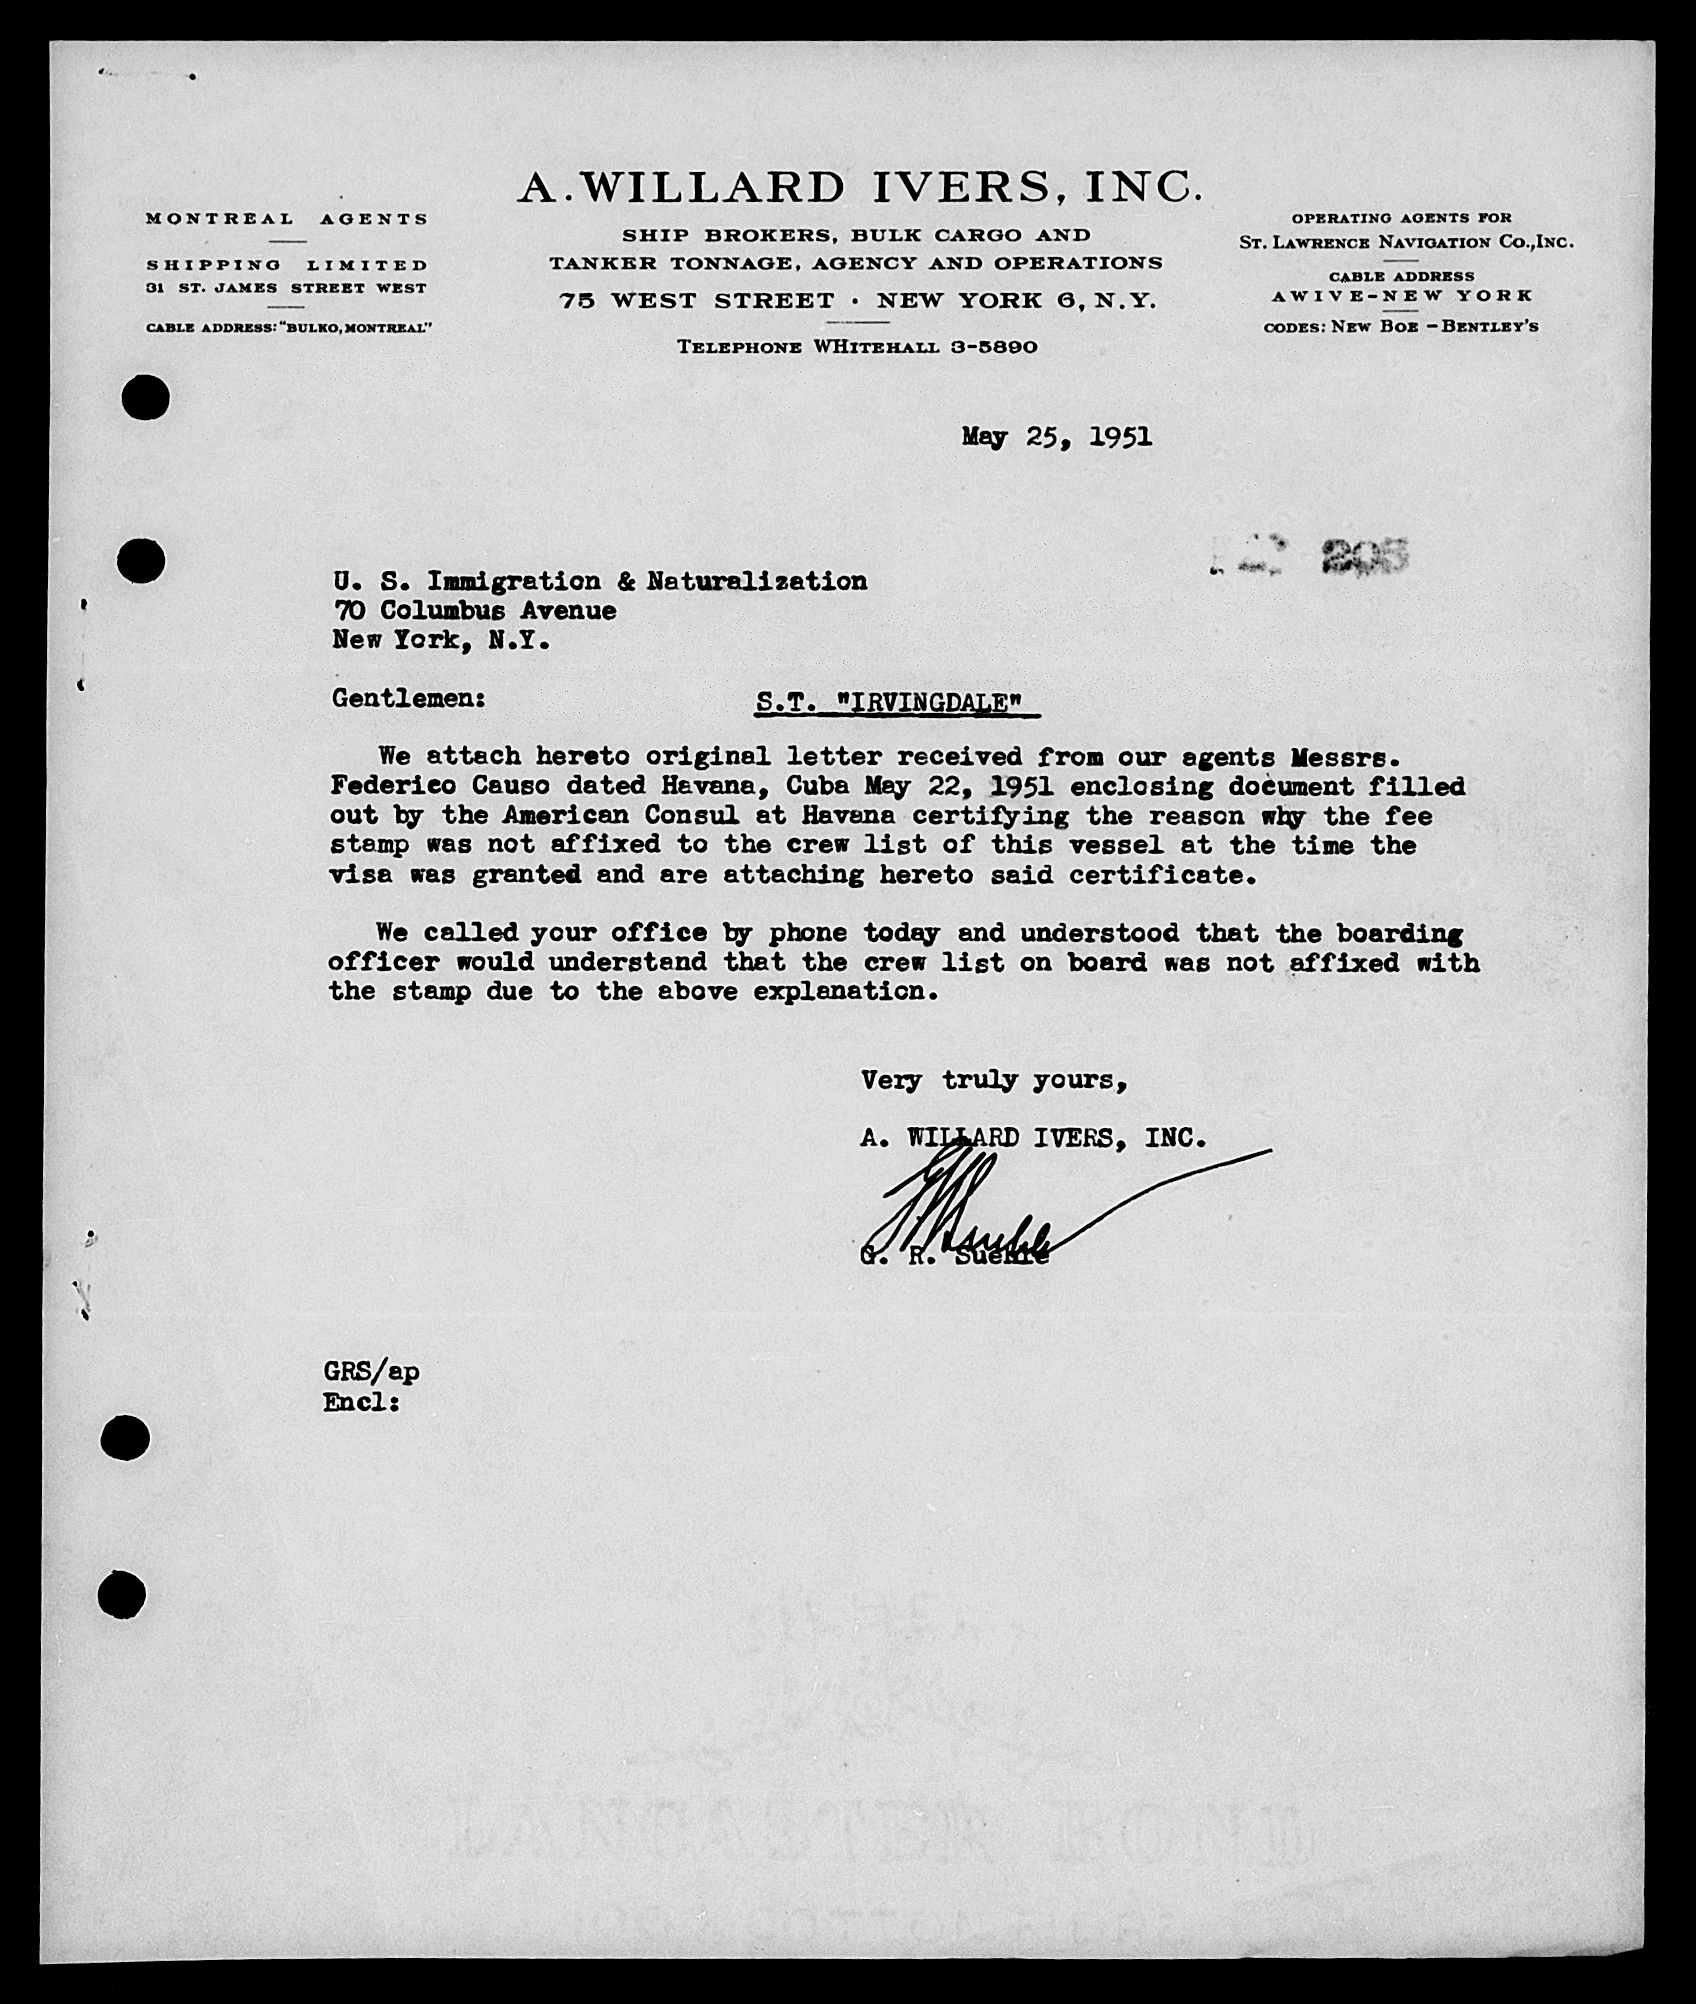 A. WILLARD IVERS, INC.
SHIP BROKERS, BULK CARGO AND
TANKER TONNAGE, AGENCY AND OPERATIONS
75 WEST STREET · NEW YORK 6, N.Y.
TELEPHONE WHITEHALL 3-5890
MONTREAL AGENTS
SHIPPING LIMITED
31 ST. JAMES STREET WEST
CABLE ADDRESS: "BULKO, MONTREAL"
OPERATING AGENTS FOR
ST. LAWRENCE NAVIGATION CO., INC.
CABLE ADDRESS
AWIVE-NEW YORK
CODES: NEW BOE - BENTLEY'S
May 25, 1951
205
U. S. Immigration & Naturalization
70 Columbus Avenue
New York, N.Y.
Gentlemen:
S.T. "IRVINGDALE"
We attach hereto original letter received from our agents Messrs.
Federico Causo dated Havana, Cuba May 22, 1951 enclosing document filled
out by the American Consul at Havana certifying the reason why the fee
stamp was not affixed to the crew list of this vessel at the time the
visa was granted and are attaching hereto said certificate.
We called your office by phone today and understood that the boarding
officer would understand that the crew list on board was not affixed with
the stamp due to the above explanation.
Very truly yours,
A. WILLARD IVERS, INC.
G. R. Suehle
GRS/ap
Encl: